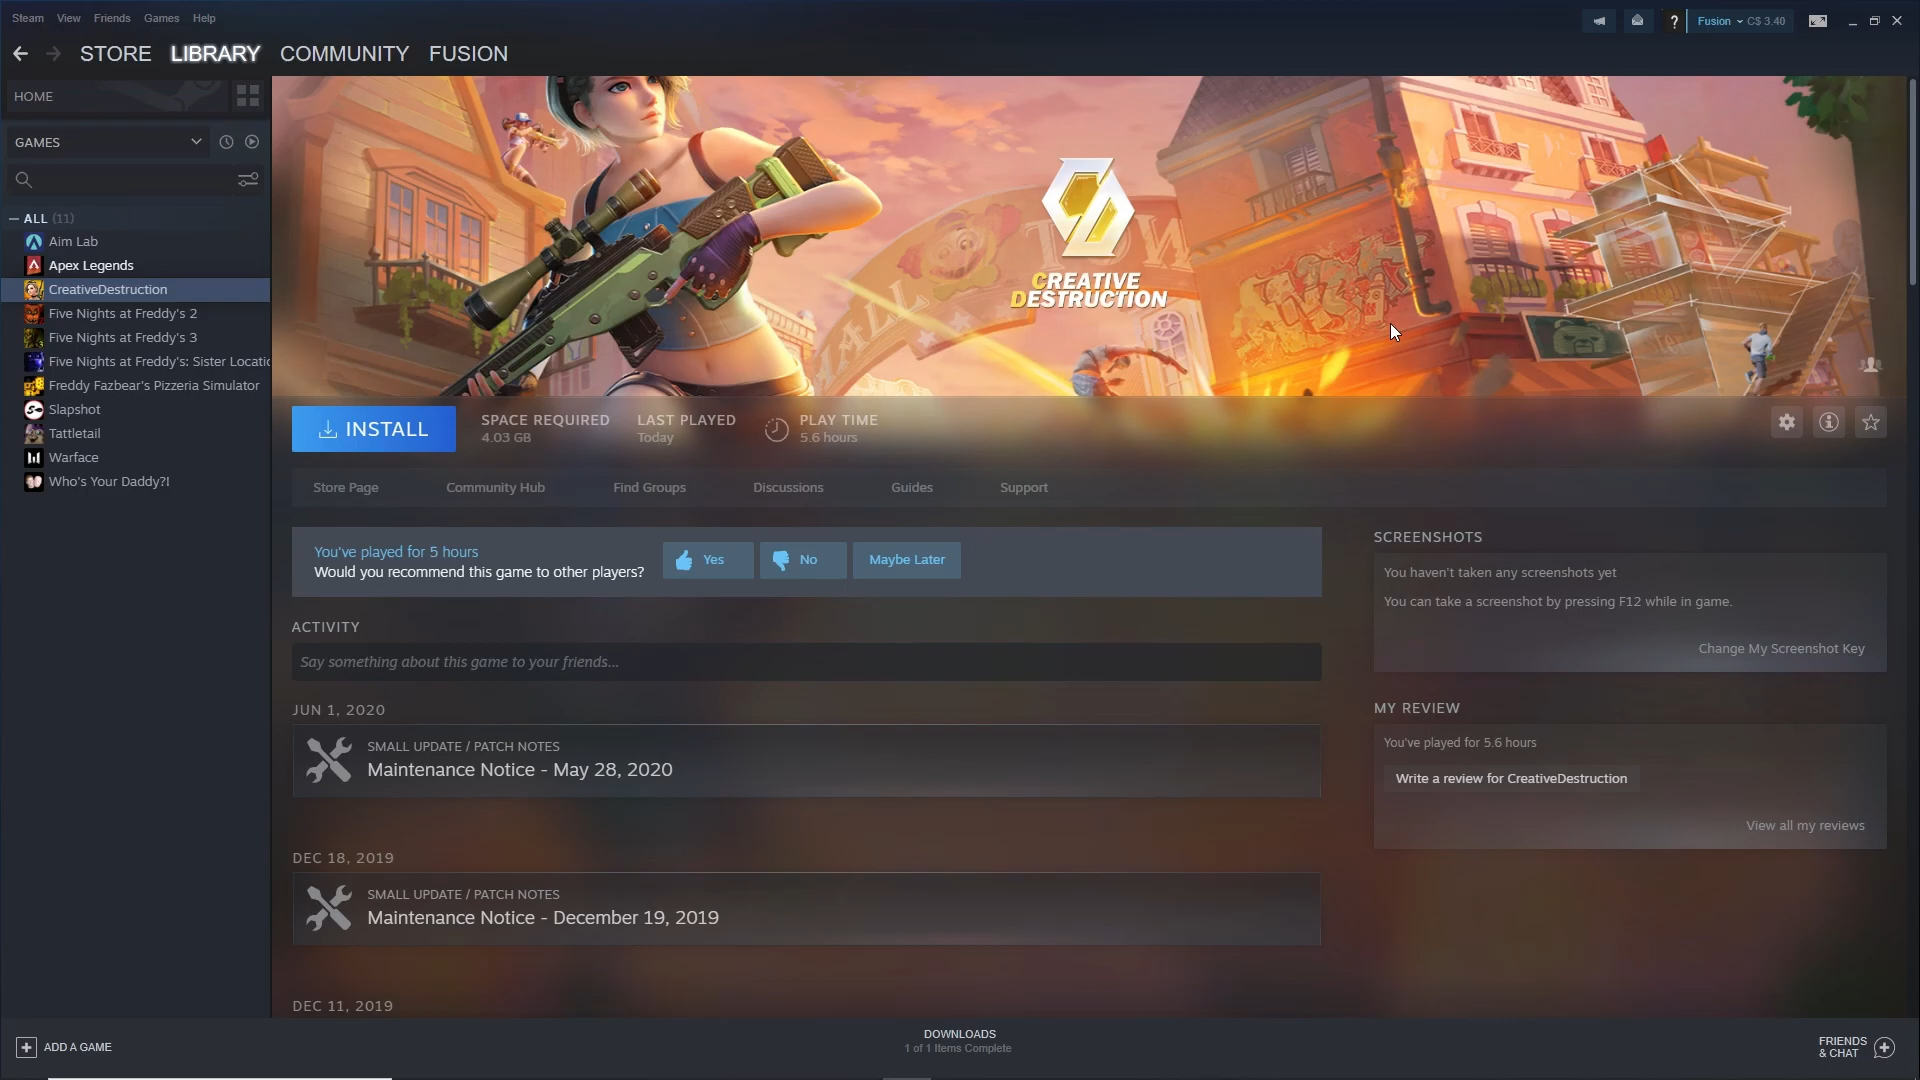 Steam View Friends Games Help
Fusion C$ 3.40
STORE LIBRARY COMMUNITY FUSION
HOME
GAMES
ALL (11)
Aim Lab
Apex Legends
CreativeDestruction
Five Nights at Freddy's 2
Five Nights at Freddy's 3
Five Nights at Freddy's: Sister Locatio
Freddy Fazbear's Pizzeria Simulator
Slapshot
Tattletail
Warface
Who's Your Daddy?!
CREATIVE
DESTRUCTION
INSTALL
SPACE REQUIRED
4.03 GB
LAST PLAYED
Today
PLAY TIME
5.6 hours
Store Page Community Hub Find Groups Discussions Guides Support
You've played for 5 hours
Would you recommend this game to other players?
Yes No Maybe Later
ACTIVITY
Say something about this game to your friends...
JUN 1, 2020
SMALL UPDATE / PATCH NOTES
Maintenance Notice - May 28, 2020
DEC 18, 2019
SMALL UPDATE / PATCH NOTES
Maintenance Notice - December 19, 2019
DEC 11, 2019
SCREENSHOTS
You haven't taken any screenshots yet
You can take a screenshot by pressing F12 while in game.
Change My Screenshot Key
MY REVIEW
You've played for 5.6 hours
Write a review for CreativeDestruction
View all my reviews
ADD A GAME
DOWNLOADS
1 of 1 Items Complete
FRIENDS
& CHAT